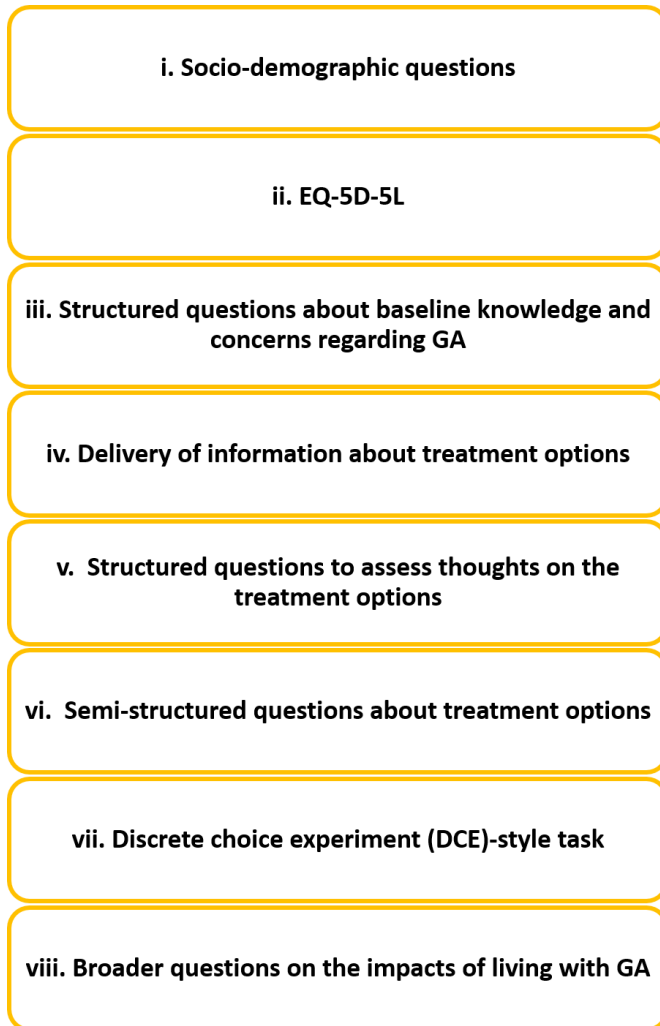 i. Socio-demographic questions
ii. EQ-5D-5L
iii. Structured questions about baseline knowledge and
concerns regarding GA
iv. Delivery of information about treatment options
v.  Structured questions to assess thoughts on the
treatment options
vi.  Semi-structured questions about treatment options
vii. Discrete choice experiment (DCE)-style task
viii. Broader questions on the impacts of living with GA